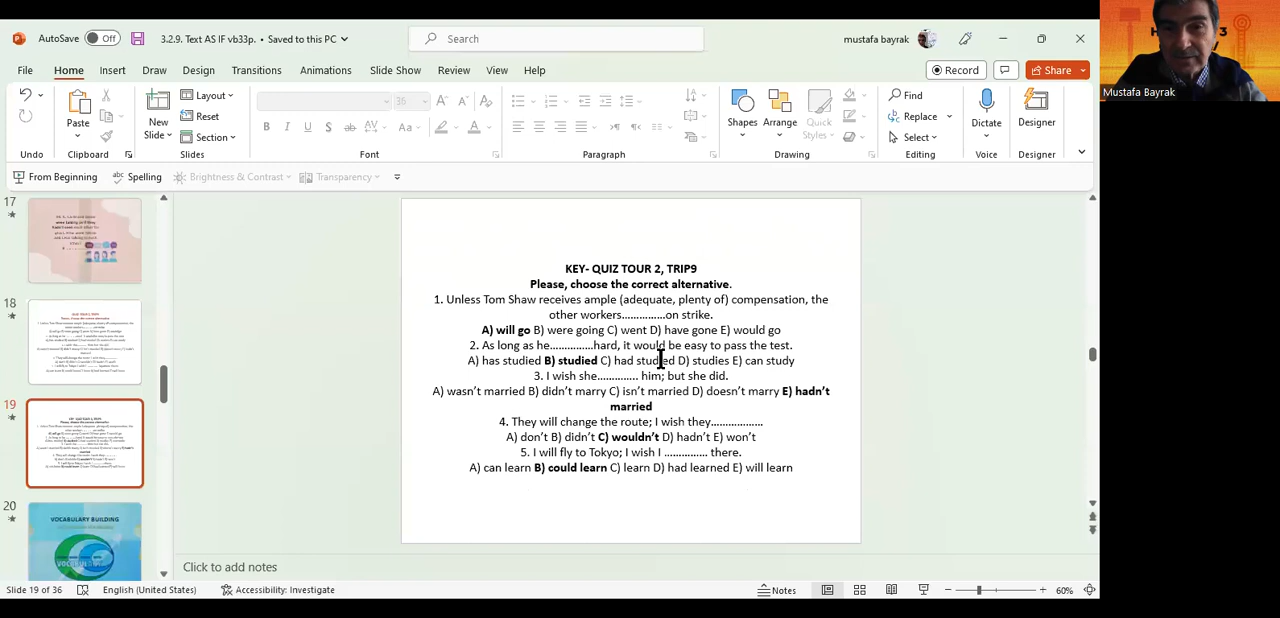 AutoSave Off 3.2.9. Text AS IF vb33p. • Saved to this PC Search mustafa bayrak
File Home Insert Draw Design Transitions Animations Slide Show Review View Help Record Share
Paste New Slide Layout Reset Section 36 Shapes Arrange Quick Styles Find Replace Select Dictate Designer
Undo Clipboard Slides Font Paragraph Drawing Editing Voice Designer
From Beginning Spelling Brightness & Contrast Transparency
Mustafa Bayrak
17
18
19
20
VOCABULARY BUILDING
KEY- QUIZ TOUR 2, TRIP9
Please, choose the correct alternative.
1. Unless Tom Shaw receives ample (adequate, plenty of) compensation, the
other workers..............on strike.
A) will go B) were going C) went D) have gone E) would go
2. As long as he..............hard, it would be easy to pass the test.
A) has studied B) studied C) had studied D) studies E) can study
3. I wish she............. him; but she did.
A) wasn't married B) didn't marry C) isn't married D) doesn't marry E) hadn't
married
4. They will change the route; I wish they.................
A) don't B) didn't C) wouldn't D) hadn't E) won't
5. I will fly to Tokyo; I wish I .............. there.
A) can learn B) could learn C) learn D) had learned E) will learn
Click to add notes
Slide 19 of 36 English (United States) Accessibility: Investigate Notes 60%